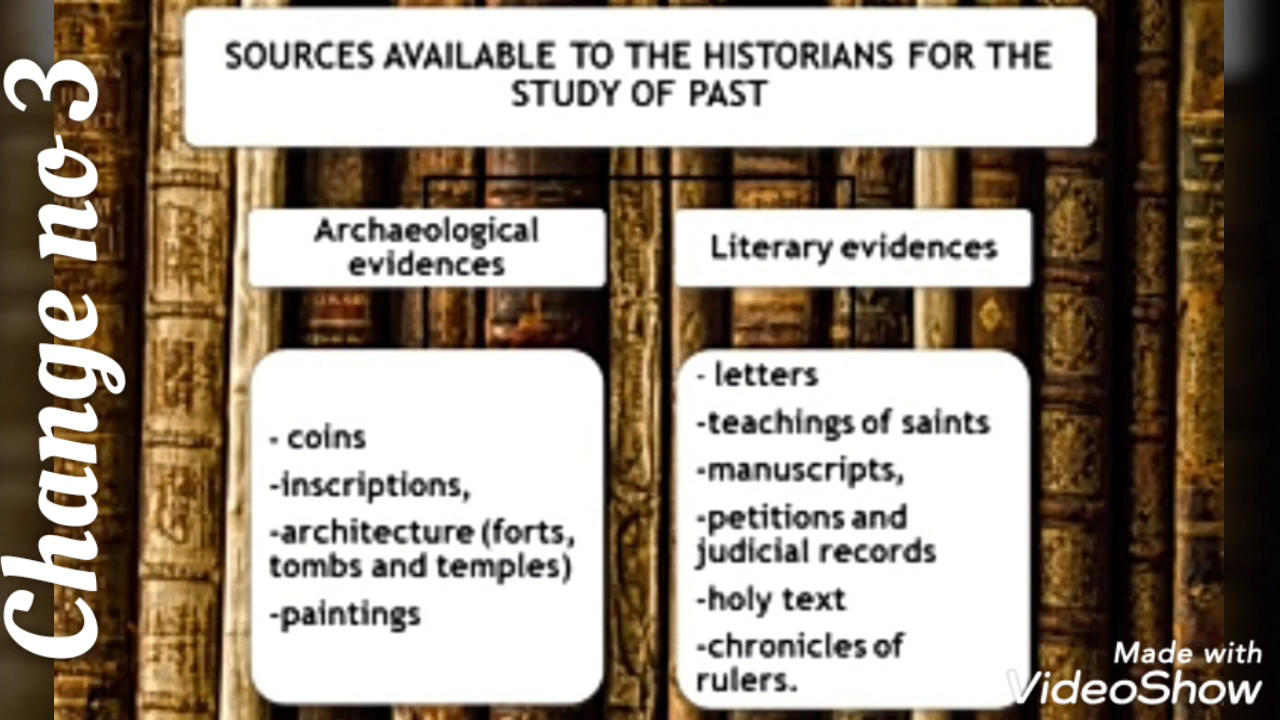 Change no 3
SOURCES AVAILABLE TO THE HISTORIANS FOR THE
STUDY OF PAST
Archaeological
evidences
- coins
-inscriptions,
-architecture (forts,
tombs and temples)
-paintings
Literary evidences
- letters
-teachings of saints
-manuscripts,
-petitions and
judicial records
-holy text
-chronicles of
rulers.
Made with
VideoShow